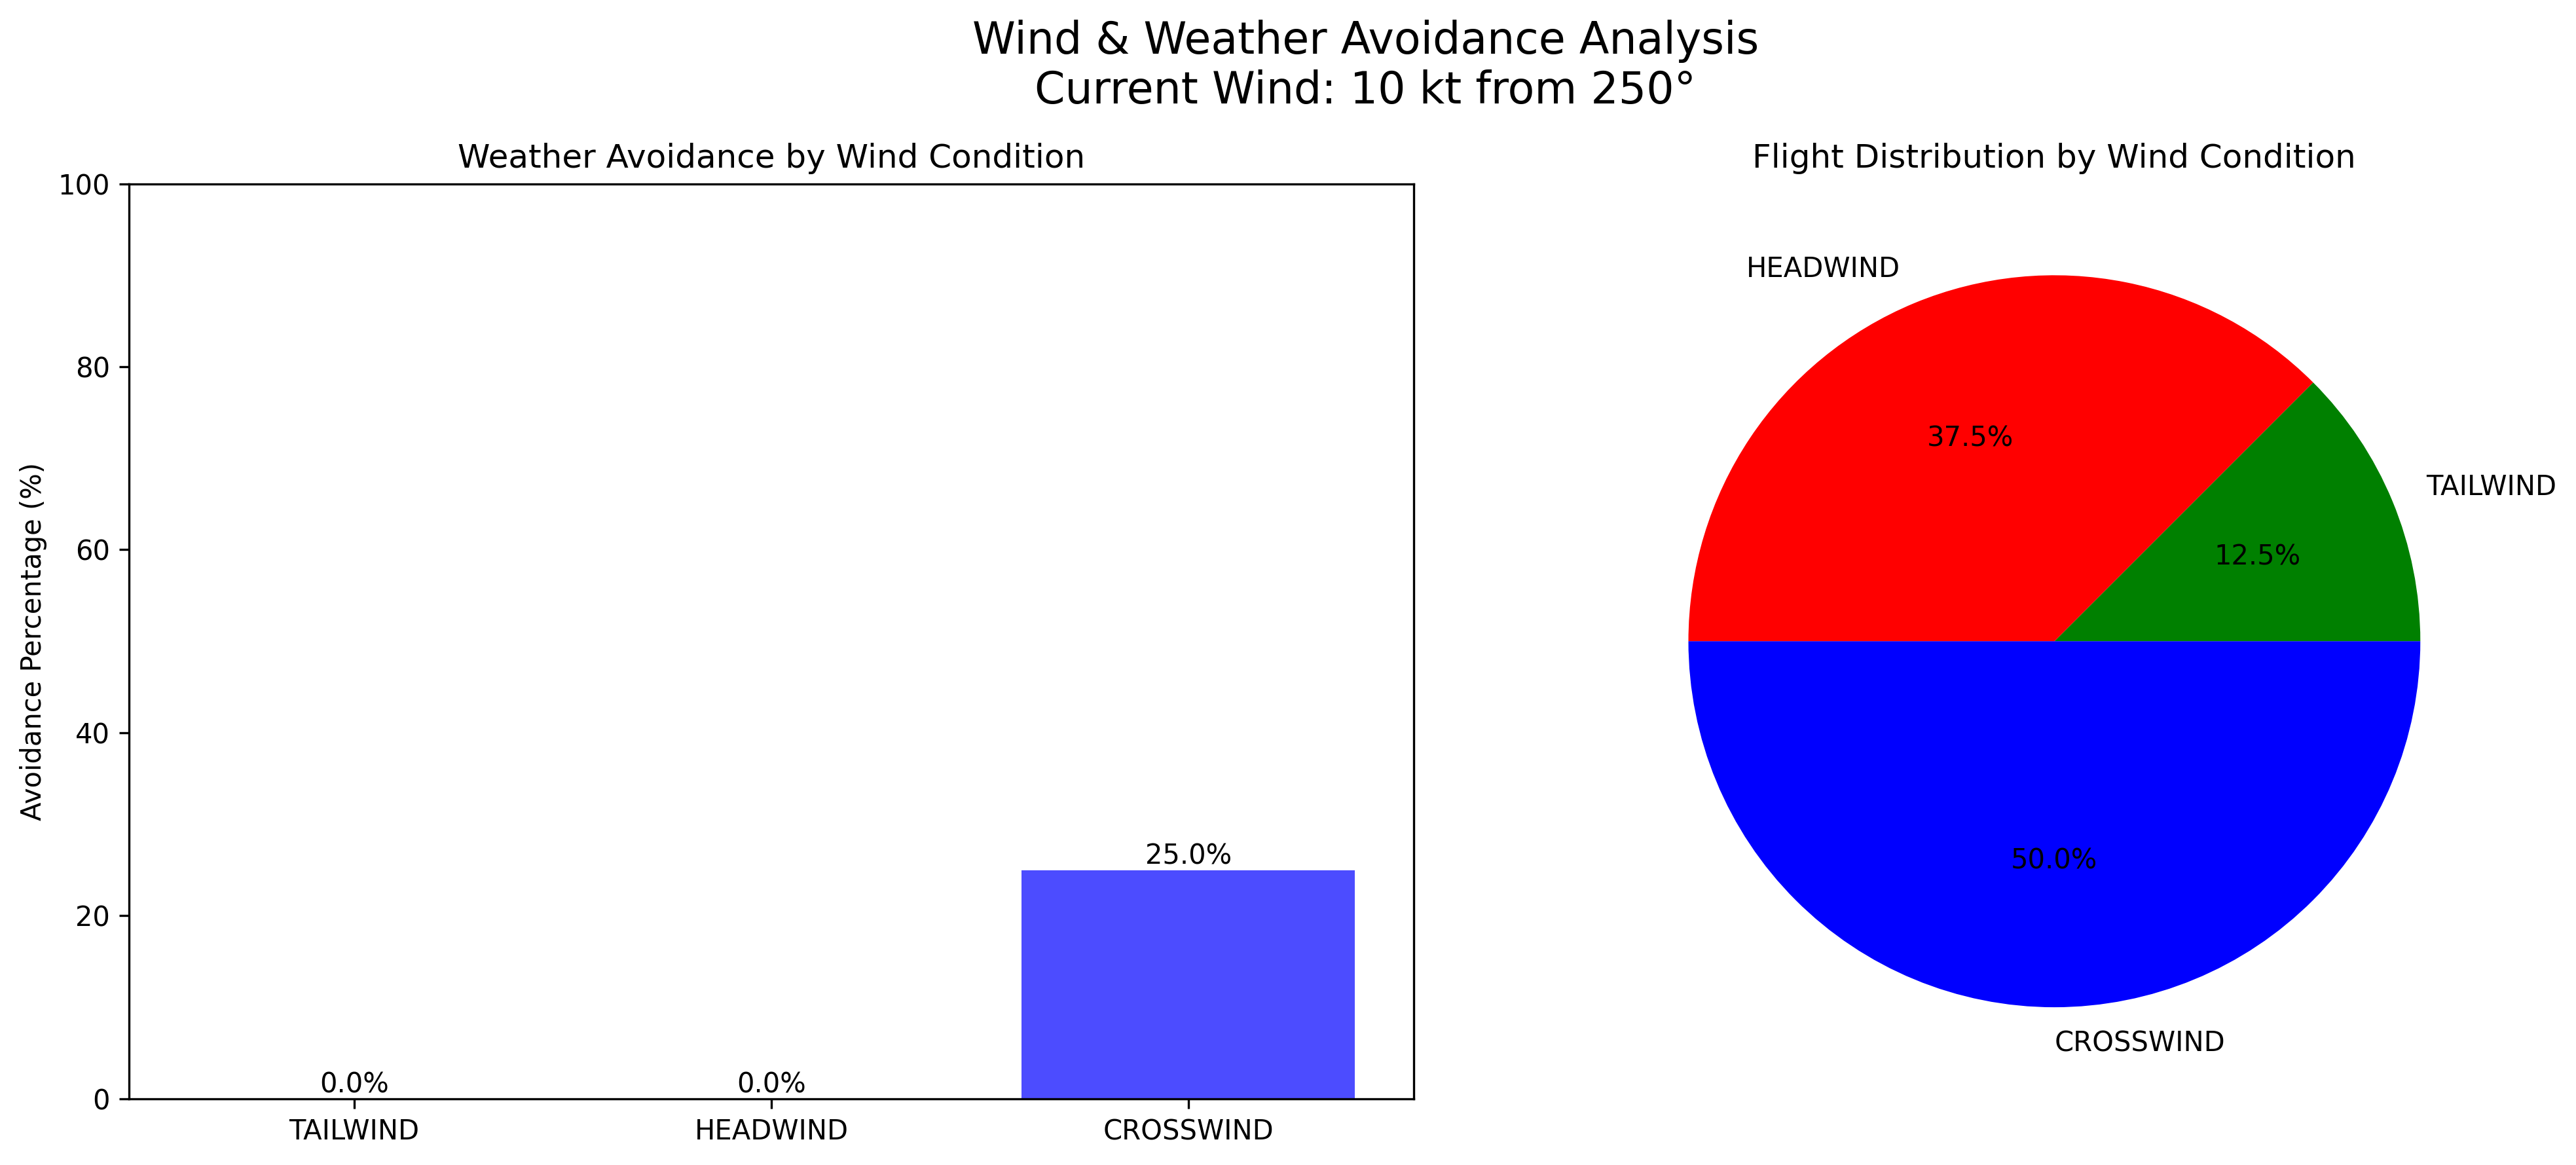 Wind & Weather Avoidance Analysis
Current Wind: 10 kt from 250°
Weather Avoidance by Wind Condition
Avoidance Percentage (%)
100
80
60
40
20
0
0.0%
0.0%
25.0%
TAILWIND
HEADWIND
CROSSWIND
Flight Distribution by Wind Condition
HEADWIND
37.5%
TAILWIND
12.5%
50.0%
CROSSWIND